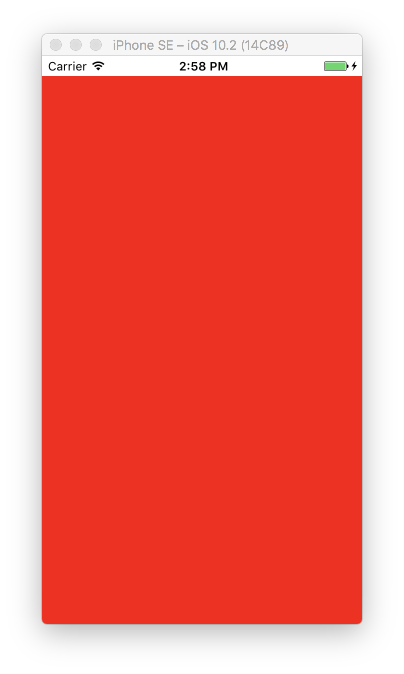 iPhone SE – iOS 10.2 (14C89)
Carrier 2:58 PM